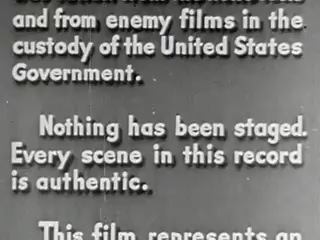 and from enemy films in the
custody of the United States
Government.
Nothing has been staged.
Every scene in this record
is authentic.
This film represents an